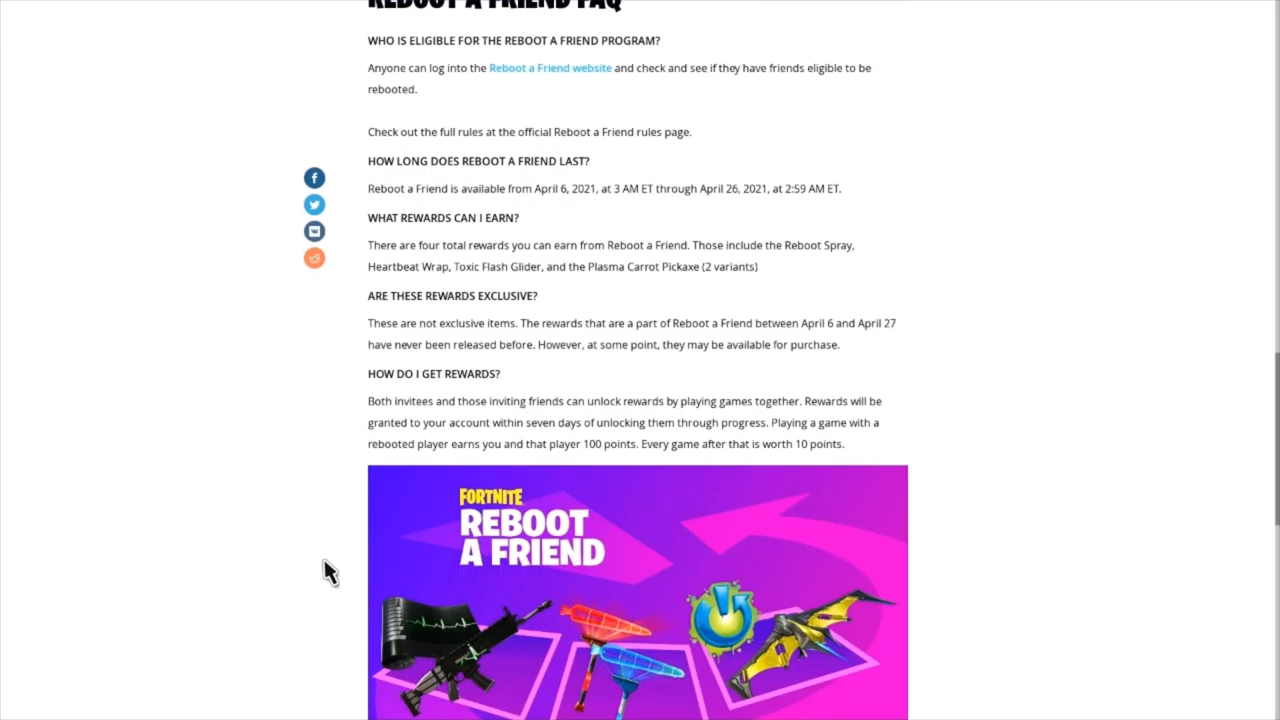 REBOOT A FRIEND FAQ
WHO IS ELIGIBLE FOR THE REBOOT A FRIEND PROGRAM?
Anyone can log into the Reboot a Friend website and check and see if they have friends eligible to be
rebooted.
Check out the full rules at the official Reboot a Friend rules page.
HOW LONG DOES REBOOT A FRIEND LAST?
Reboot a Friend is available from April 6, 2021, at 3 AM ET through April 26, 2021, at 2:59 AM ET.
WHAT REWARDS CAN I EARN?
There are four total rewards you can earn from Reboot a Friend. Those include the Reboot Spray,
Heartbeat Wrap, Toxic Flash Glider, and the Plasma Carrot Pickaxe (2 variants)
ARE THESE REWARDS EXCLUSIVE?
These are not exclusive items. The rewards that are a part of Reboot a Friend between April 6 and April 27
have never been released before. However, at some point, they may be available for purchase.
HOW DO I GET REWARDS?
Both invitees and those inviting friends can unlock rewards by playing games together. Rewards will be
granted to your account within seven days of unlocking them through progress. Playing a game with a
rebooted player earns you and that player 100 points. Every game after that is worth 10 points.
FORTNITE
REBOOT
A FRIEND